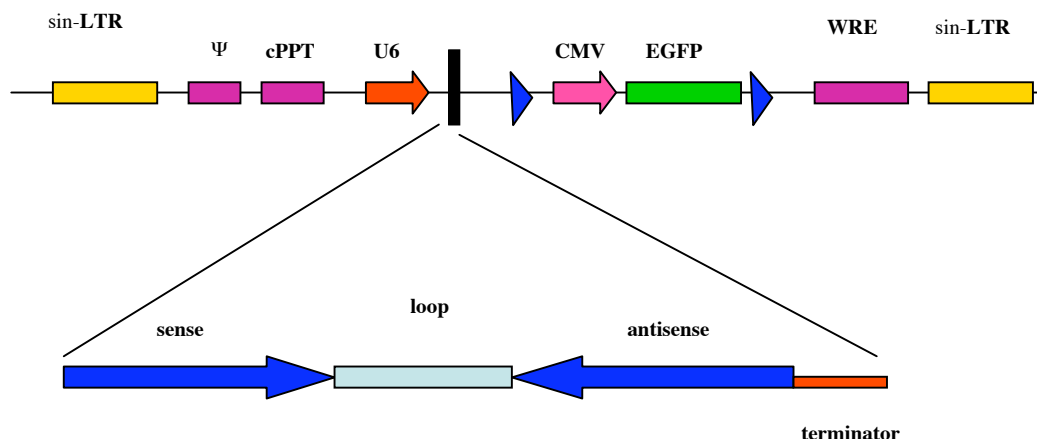 sin-LTR
Ψ
cPPT
U6
CMV
EGFP
WRE
sin-LTR
sense
loop
antisense
terminator